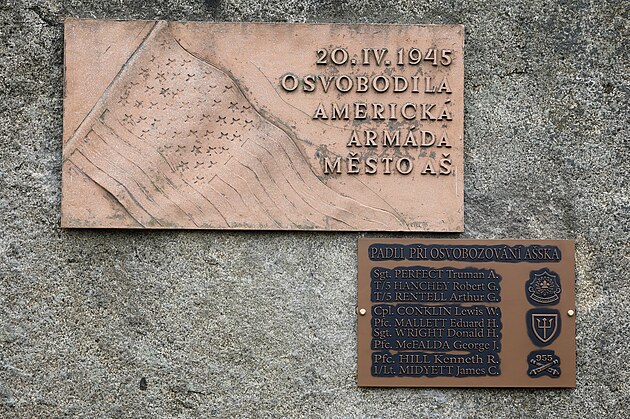 20.IV.1945
OSVOBODILA
AMERICKÁ
ARMÁDA
MĚSTO AŠ
PADLÍ PŘI OSVOBOZOVÁNÍ AŠSKA
Sgt. PERFECT Truman A.
T/5 HANCHEY Robert G.
T/5 RENTELL Arthur G.
Cpl. CONKLIN Lewis W.
Pfc. MALLETT Eduard H.
Sgt. WRIGHT Donald H.
Pfc. McFALDA George J.
Pfc. HILL Kenneth R.
1/Lt. MIDYETT James C.
955